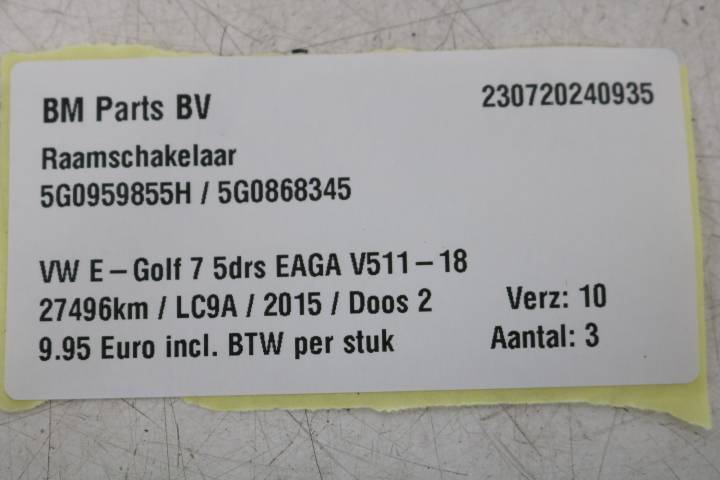 BM Parts BV 230720240935
Raamschakelaar
5G0959855H / 5G0868345
VW E-Golf 7 5drs EAGA V511-18
27496km / LC9A / 2015 / Doos 2 Verz: 10
9.95 Euro incl. BTW per stuk Aantal: 3